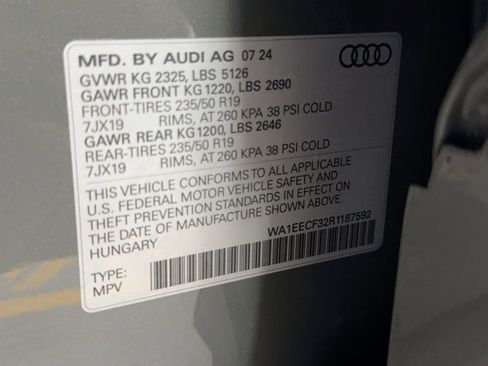 MFD. BY AUDI AG 07 24
GVWR KG 2325, LBS 5126
GAWR FRONT KG 1220, LBS 2690
FRONT-TIRES 235/50 R19
7JX19 RIMS, AT 260 KPA 38 PSI COLD
GAWR REAR KG1200, LBS 2646
REAR-TIRES 235/50 R19
7JX19 RIMS, AT 260 KPA 38 PSI COLD
THIS VEHICLE CONFORMS TO ALL APPLICABLE
U.S. FEDERAL MOTOR VEHICLE SAFETY AND
THEFT PREVENTION STANDARDS IN EFFECT ON
THE DATE OF MANUFACTURE SHOWN ABOVE.
HUNGARY WA1EECF32R1187592
TYPE:
MPV